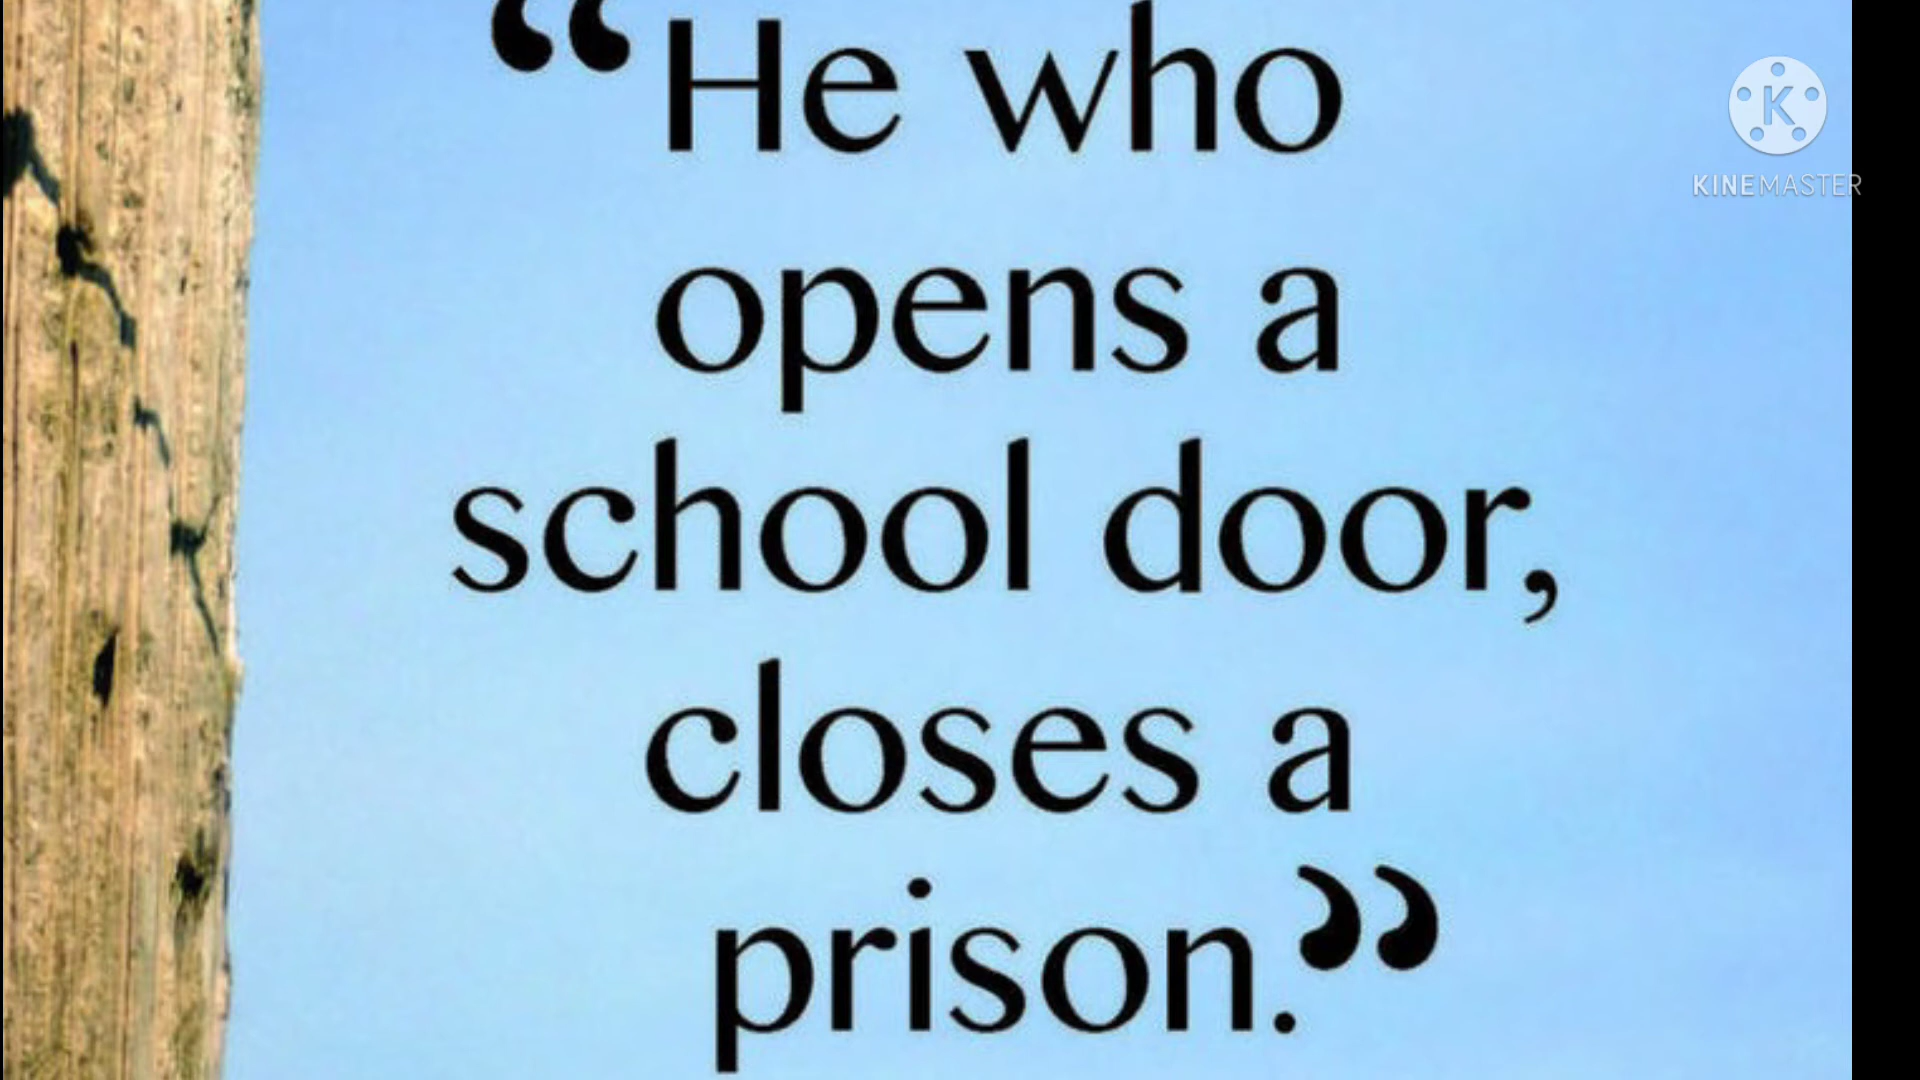 “He who
opens a
school door,
closes a
prison.”
K
KINEMASTER